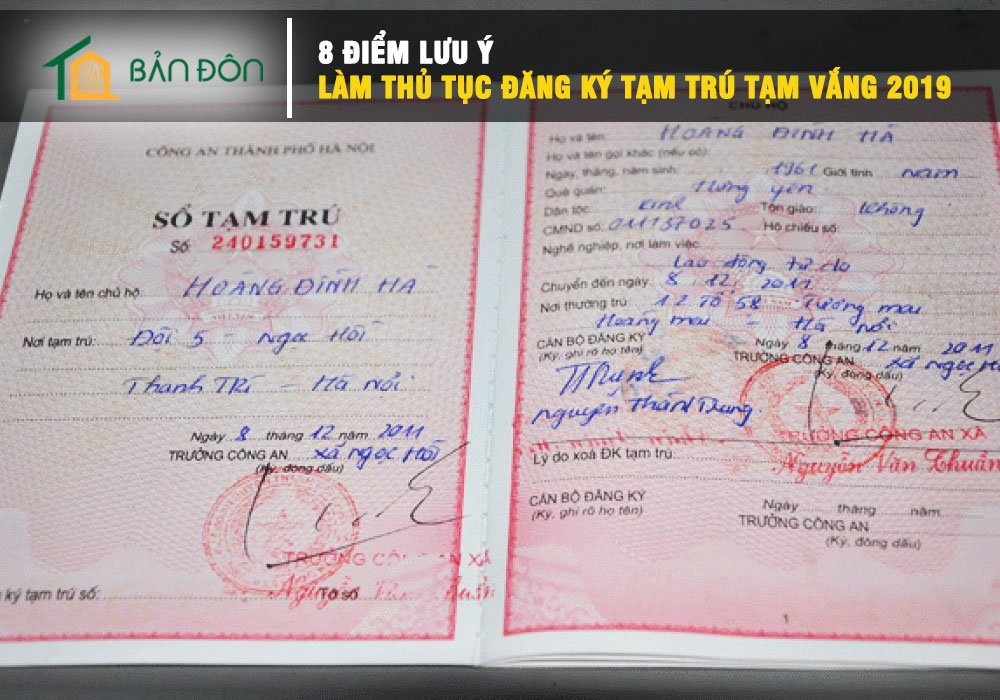 BẢN ĐÔN
8 ĐIỂM LƯU Ý
LÀM THỦ TỤC ĐĂNG KÝ TẠM TRÚ TẠM VẮNG 2019
CÔNG AN THÀNH PHỐ HÀ NỘI
SỔ TẠM TRÚ
Số 240159731
Họ và tên chủ hộ: HOÀNG ĐÌNH HÀ
Nơi tạm trú: Đội 5 - Ngọc Hồi
Thanh Trì - Hà Nội
Ngày 8 tháng 12 năm 2011
TRƯỞNG CÔNG AN xã Ngọc Hồi
(Ký, đóng dấu)
TRƯỞNG CÔNG AN XÃ
Nguyễn Văn Thuần
ký tạm trú số: Tờ số
CHỦ HỘ
Họ và tên: HOÀNG ĐÌNH HÀ
Họ và tên gọi khác (nếu có):
Ngày, tháng, năm sinh: 1961 Giới tính nam
Quê quán: Hưng yên
Dân tộc: Kinh Tôn giáo: Không
CMND số: 011157025 Hộ chiếu số:
Nghề nghiệp, nơi làm việc:
Lao động tự do
Chuyển đến ngày 8.12.2011
Nơi thường trú: 12 Tổ 58 Tương mai
Hoàng mai - Hà nội
CÁN BỘ ĐĂNG KÝ
(Ký, ghi rõ họ tên)
Ngày 8 tháng 12 năm 2011
TRƯỞNG CÔNG AN xã Ngọc Hồi
(Ký, đóng dấu)
TRƯỞNG CÔNG AN XÃ
Nguyễn Văn Thuần
Lý do xoá ĐK tạm trú:
CÁN BỘ ĐĂNG KÝ
(Ký, ghi rõ họ tên)
Ngày tháng năm
TRƯỞNG CÔNG AN
(Ký, đóng dấu)
1